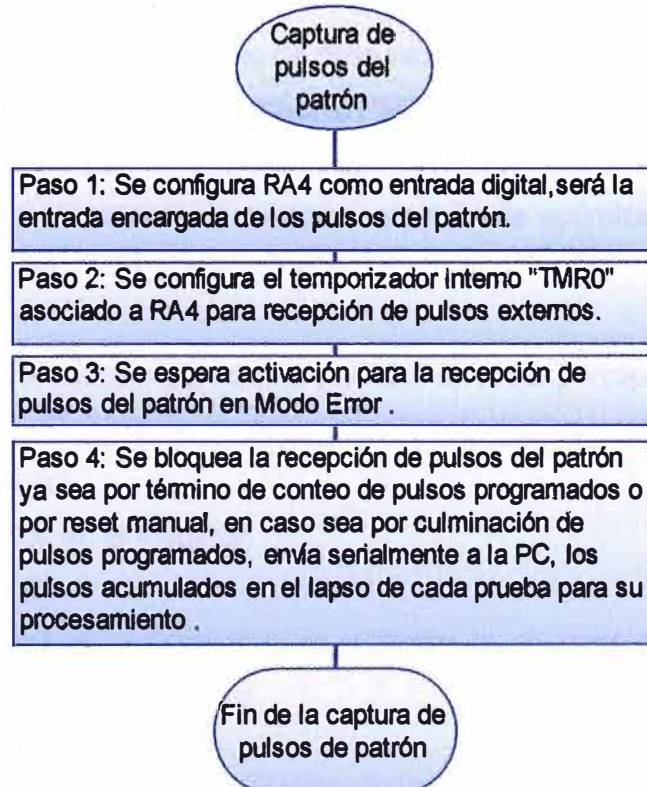 Captura de
pulsos del
patrón
Paso 1: Se configura RA4 como entrada digital,será la
entrada encargada de los pulsos del patrón.
Paso 2: Se configura el temporizador interno "TMR0"
asociado a RA4 para recepción de pulsos externos.
Paso 3: Se espera activación para la recepción de
pulsos del patrón en Modo Error .
Paso 4: Se bloquea la recepción de pulsos del patrón
ya sea por término de conteo de pulsos programados o
por reset manual, en caso sea por culminación de
pulsos programados, envía serialmente a la PC, los
pulsos acumulados en el lapso de cada prueba para su
procesamiento .
Fin de la captura de
pulsos de patrón